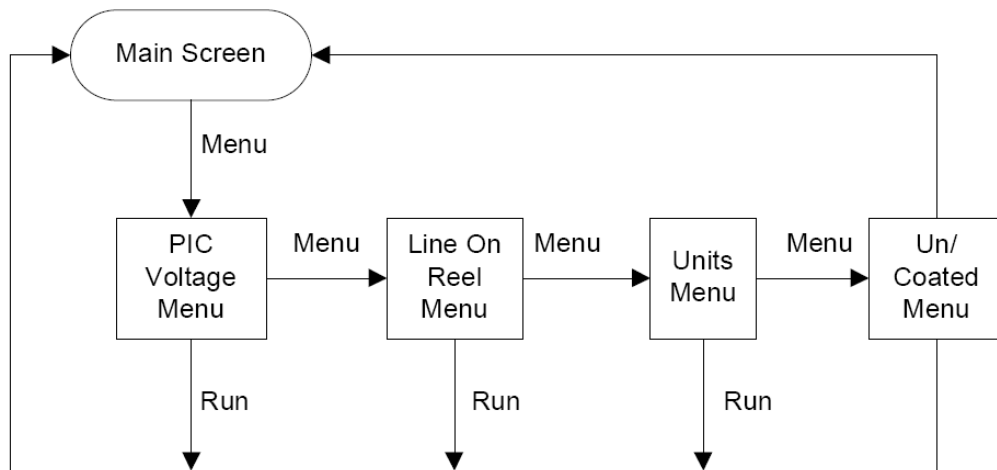 Main Screen
Menu
PIC
Voltage
Menu
Menu
Line On
Reel
Menu
Menu
Units
Menu
Menu
Un/
Coated
Menu
Run
Run
Run